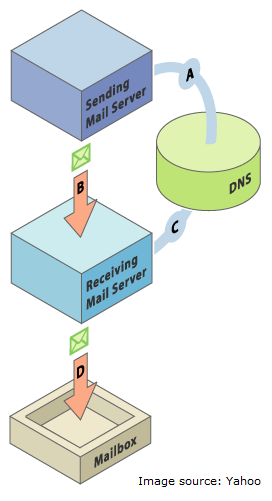 A
Sending
Mail Server
B
DNS
C
Receiving
Mail Server
D
Mailbox
Image source: Yahoo